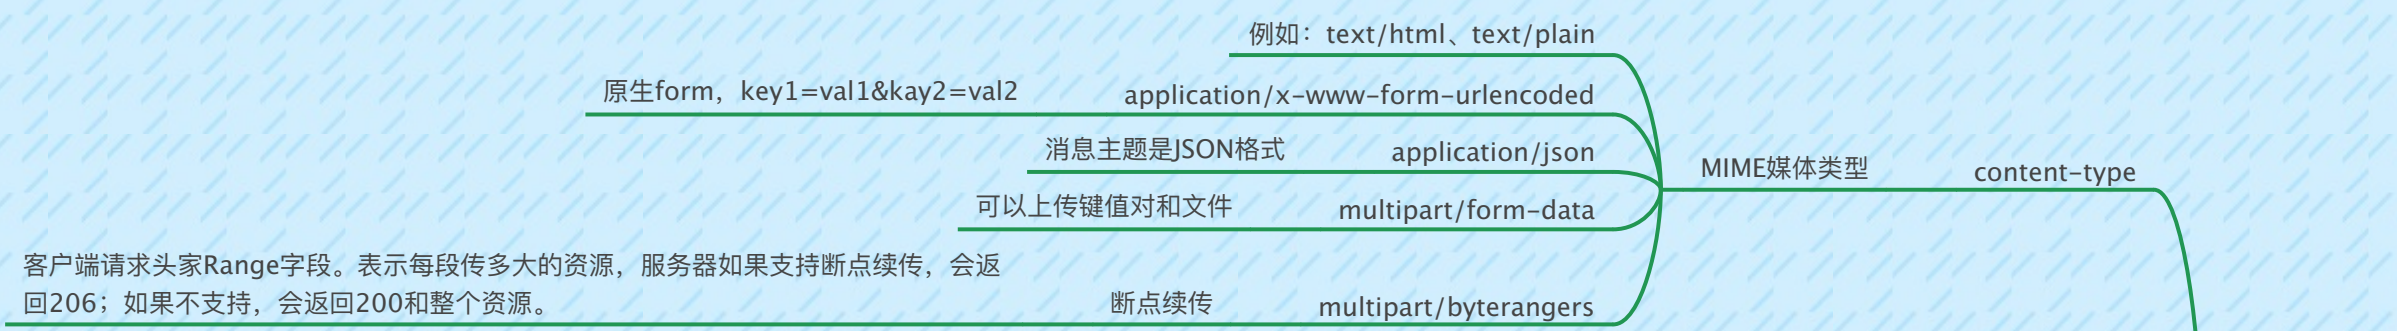 例如：text/html、text/plain
原生form，key1=val1&kay2=val2 application/x-www-form-urlencoded
消息主题是JSON格式 application/json
MIME媒体类型 content-type
可以上传键值对和文件 multipart/form-data
客户端请求头家Range字段。表示每段传多大的资源，服务器如果支持断点续传，会返
回206；如果不支持，会返回200和整个资源。
断点续传 multipart/byterangers